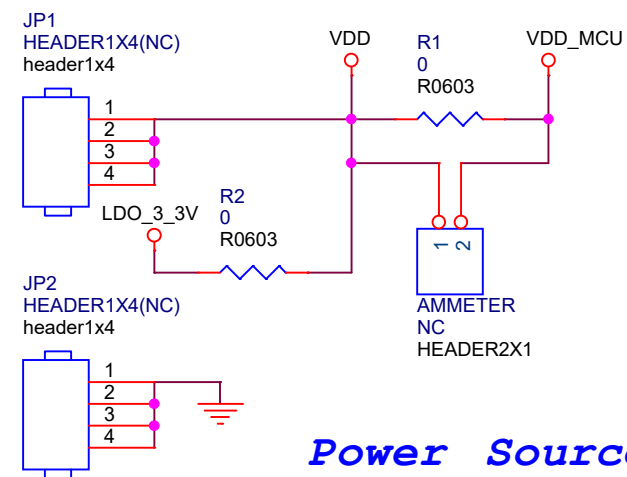 JP1
HEADER1X4(NC)
header1x4
1
2
3
4
VDD
R1
0
R0603
VDD_MCU
LDO_3_3V
R2
0
R0603
1
2
AMMETER
NC
HEADER2X1
JP2
HEADER1X4(NC)
header1x4
1
2
3
4
Power